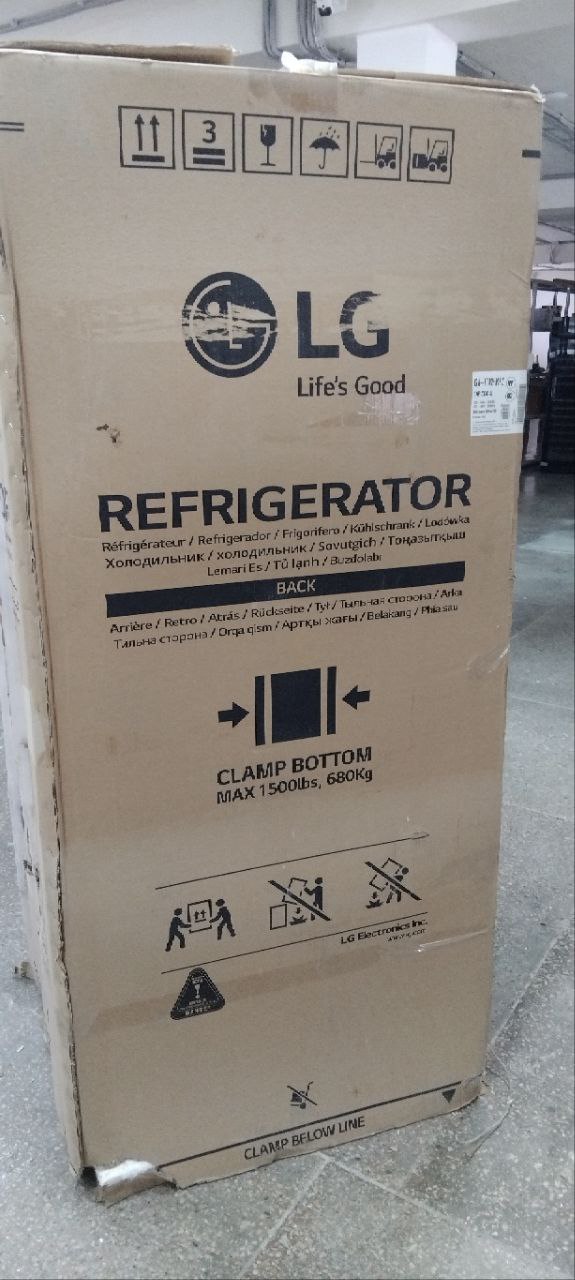 3
LG
Life's Good
REFRIGERATOR
Réfrigérateur / Refrigerador / Frigorifero / Kühlschrank / Lodówka
Холодильник / холодильник / Sovutgich / Тоңазытқыш
Lemari Es / Tủ lạnh / Buzdolabı
BACK
Arrière / Retro / Atrás / Rückseite / Tył / Тыльная сторона / Arka
Тильна сторона / Orqa qism / Артқы жағы / Belakang / Phía sau
CLAMP BOTTOM
MAX 1500lbs, 680Kg
LG Electronics Inc.
CLAMP BELOW LINE